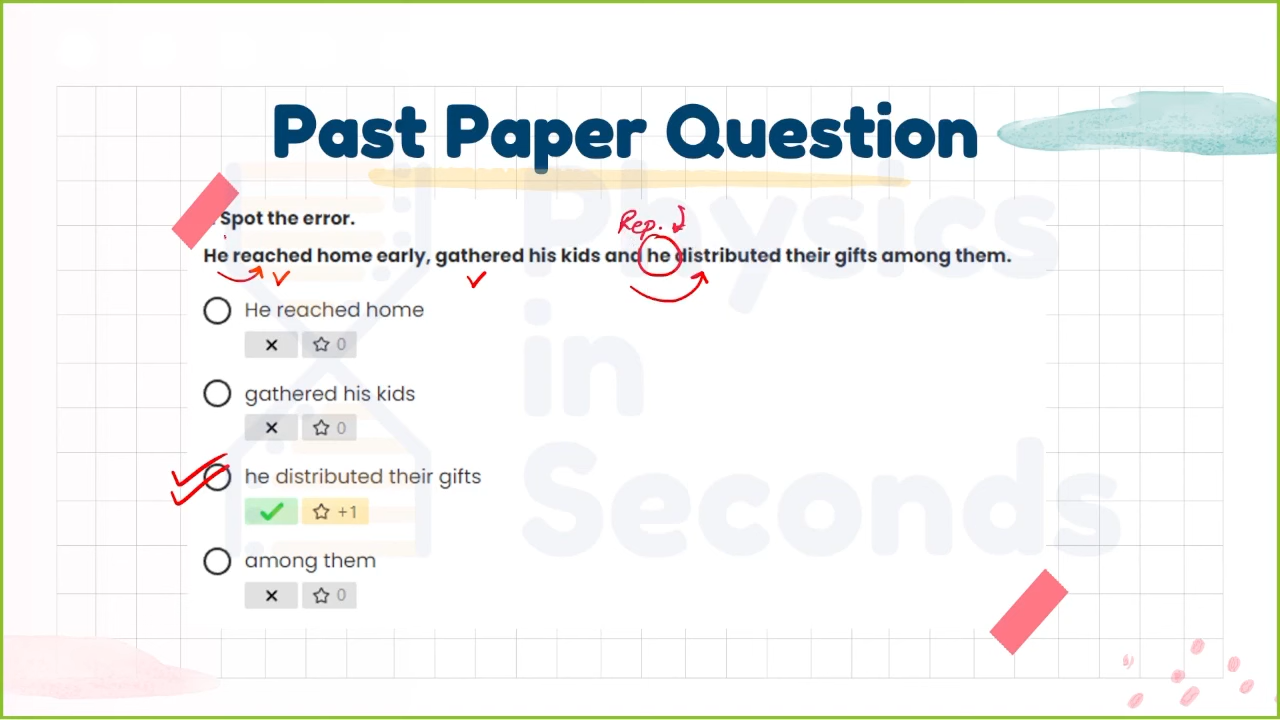 Past Paper Question
Spot the error.
Rep.
He reached home early, gathered his kids and he distributed their gifts among them.
He reached home
0
gathered his kids
0
he distributed their gifts
+1
among them
0
Physics
in
Seconds